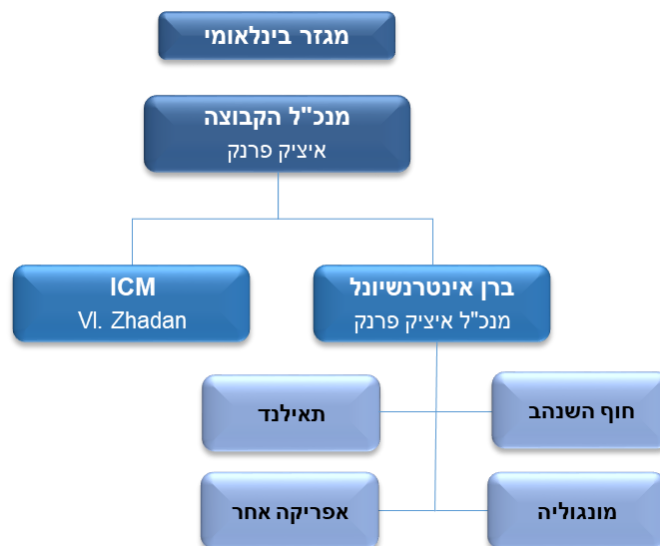 מגזר בינלאומי
מנכ"ל הקבוצה
איציק פרנק
ברן אינטרנשיונל
מנכ"ל איציק פרנק
ICM
Vl. Zhadan
חוף השנהב
תאילנד
מונגוליה
אפריקה אחר